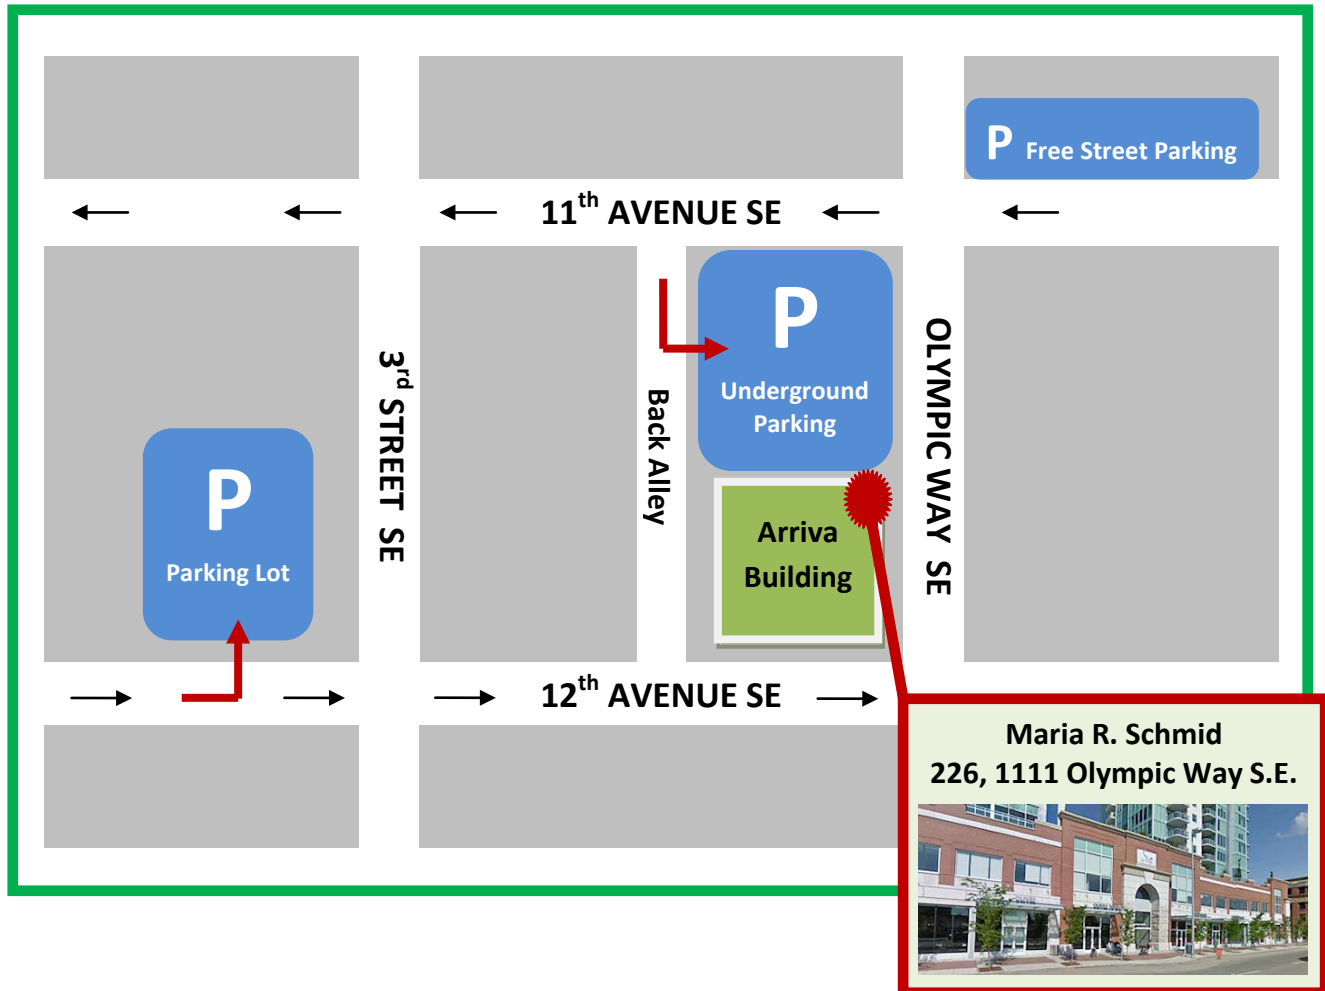 P Free Street Parking
11th AVENUE SE
P
Underground
Parking
OLYMPIC WAY SE
3rd STREET SE
Back Alley
P
Parking Lot
Arriva
Building
12th AVENUE SE
Maria R. Schmid
226, 1111 Olympic Way S.E.